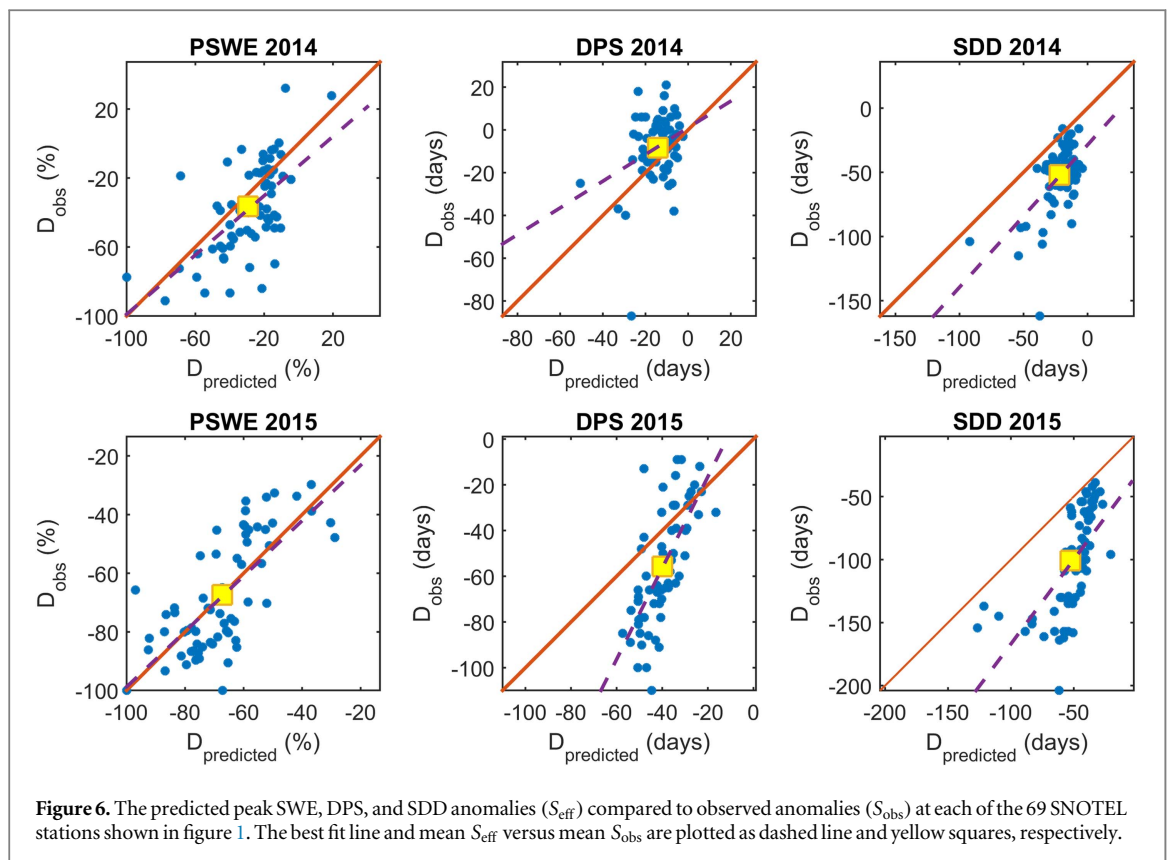 PSWE 2014
20
-20
-60
-100
D_obs (%)
-100 -60 -20 20
D_predicted (%)
DPS 2014
20
0
-20
-40
-60
-80
D_obs (days)
-80 -60 -40 -20 0 20
D_predicted (days)
SDD 2014
0
-50
-100
-150
D_obs (days)
-150 -100 -50 0
D_predicted (days)
PSWE 2015
-20
-40
-60
-80
-100
D_obs (%)
-100 -80 -60 -40 -20
D_predicted (%)
DPS 2015
0
-20
-40
-60
-80
-100
D_obs (days)
-100 -80 -60 -40 -20 0
D_predicted (days)
SDD 2015
-50
-100
-150
-200
D_obs (days)
-200 -150 -100 -50
D_predicted (days)
Figure 6. The predicted peak SWE, DPS, and SDD anomalies (S_eff) compared to observed anomalies (S_obs) at each of the 69 SNOTEL
stations shown in figure 1. The best fit line and mean S_eff versus mean S_obs are plotted as dashed line and yellow squares, respectively.